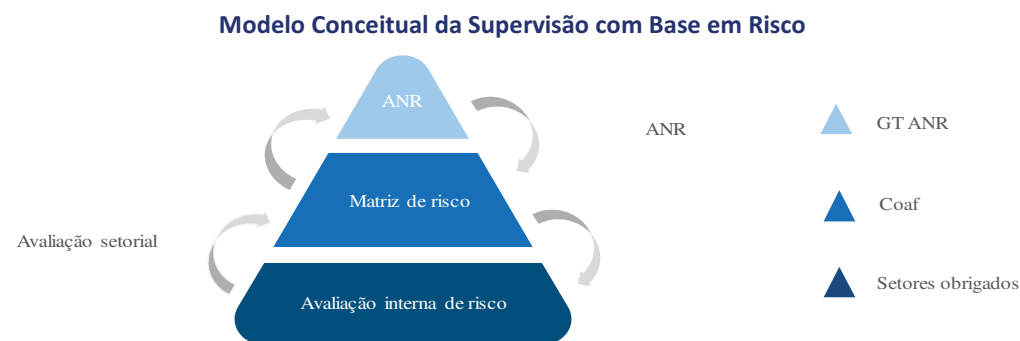 Modelo Conceitual da Supervisão com Base em Risco
ANR
ANR
GT ANR
Matriz de risco
Coaf
Avaliação setorial
Avaliação interna de risco
Setores obrigados